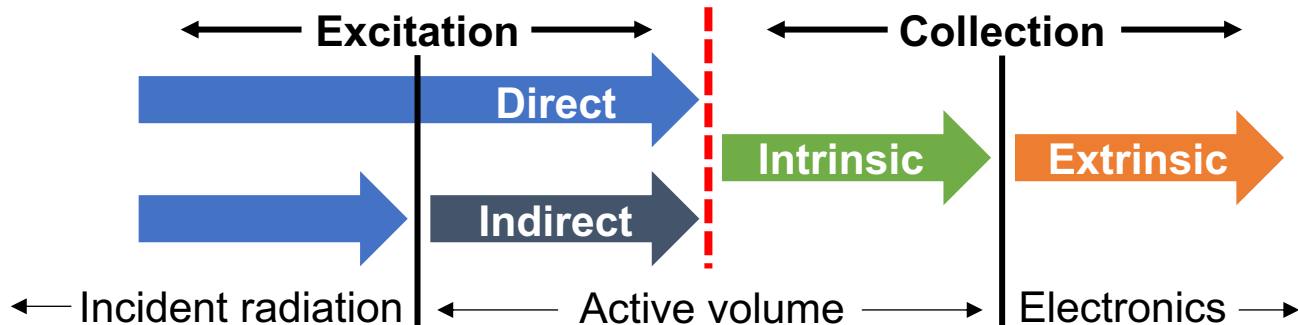 Excitation
Collection
Direct
Intrinsic
Extrinsic
Indirect
Incident radiation
Active volume
Electronics